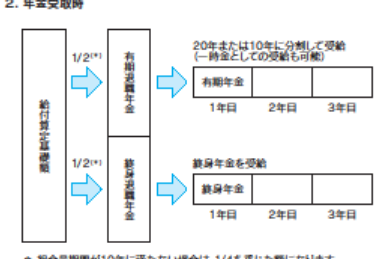 2. 年金受取時
給付算定基礎額
1/2(*)
有期退職年金
20年または10年に分割して受給
(一時金としての受給も可能)
有期年金
1年目 2年目 3年目
1/2(*)
終身退職年金
終身年金を受給
終身年金
1年目 2年目 3年目